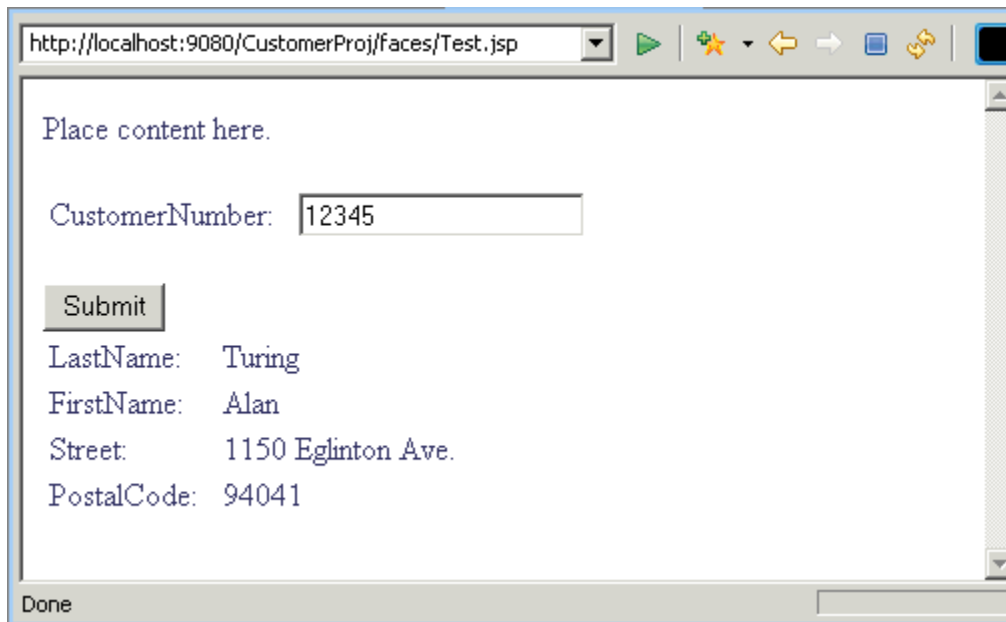 http://localhost:9080/CustomerProj/faces/Test.jsp
Place content here.
CustomerNumber: 12345
Submit
LastName: Turing
FirstName: Alan
Street: 1150 Eglinton Ave.
PostalCode: 94041
Done